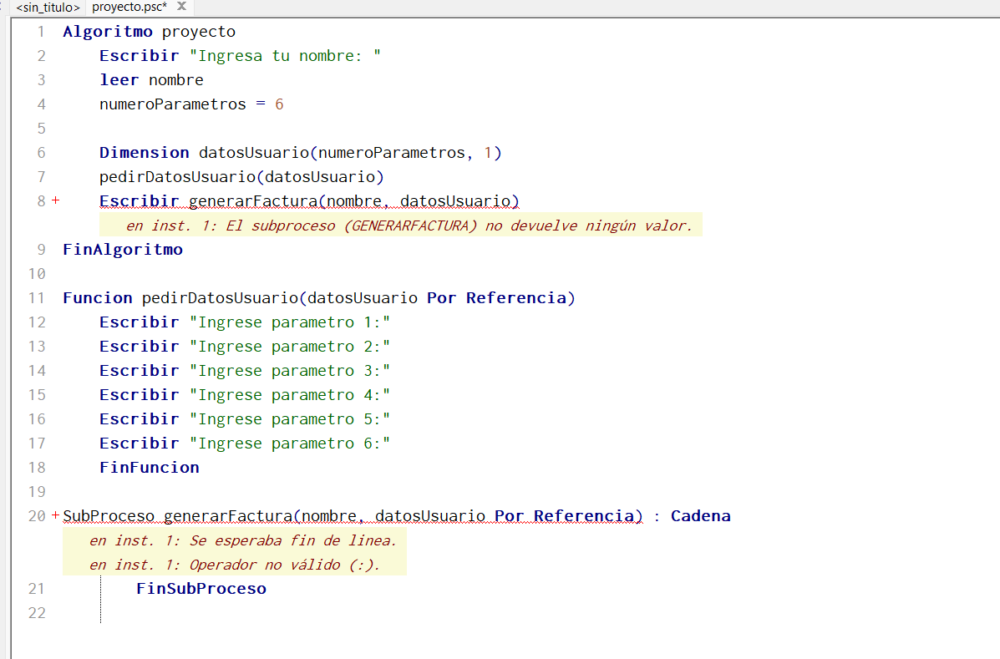 <sin_titulo> proyecto.psc* X
1 Algoritmo proyecto
2 Escribir "Ingresa tu nombre: "
3 leer nombre
4 numeroParametros = 6
5
6 Dimension datosUsuario(numeroParametros, 1)
7 pedirDatosUsuario(datosUsuario)
8 + Escribir generarFactura(nombre, datosUsuario)
en inst. 1: El subproceso (GENERARFACTURA) no devuelve ningún valor.
9 FinAlgoritmo
10
11 Funcion pedirDatosUsuario(datosUsuario Por Referencia)
12 Escribir "Ingrese parametro 1:"
13 Escribir "Ingrese parametro 2:"
14 Escribir "Ingrese parametro 3:"
15 Escribir "Ingrese parametro 4:"
16 Escribir "Ingrese parametro 5:"
17 Escribir "Ingrese parametro 6:"
18 FinFuncion
19
20 + SubProceso generarFactura(nombre, datosUsuario Por Referencia) : Cadena
en inst. 1: Se esperaba fin de linea.
en inst. 1: Operador no válido (:).
21 FinSubProceso
22